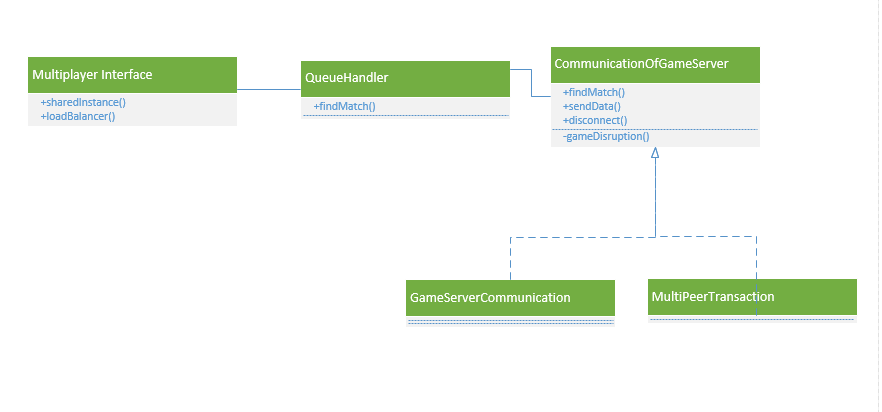 Multiplayer Interface
+sharedInstance()
+loadBalancer()
QueueHandler
+findMatch()
CommunicationOfGameServer
+findMatch()
+sendData()
+disconnect()
-gameDisruption()
GameServerCommunication
MultiPeerTransaction